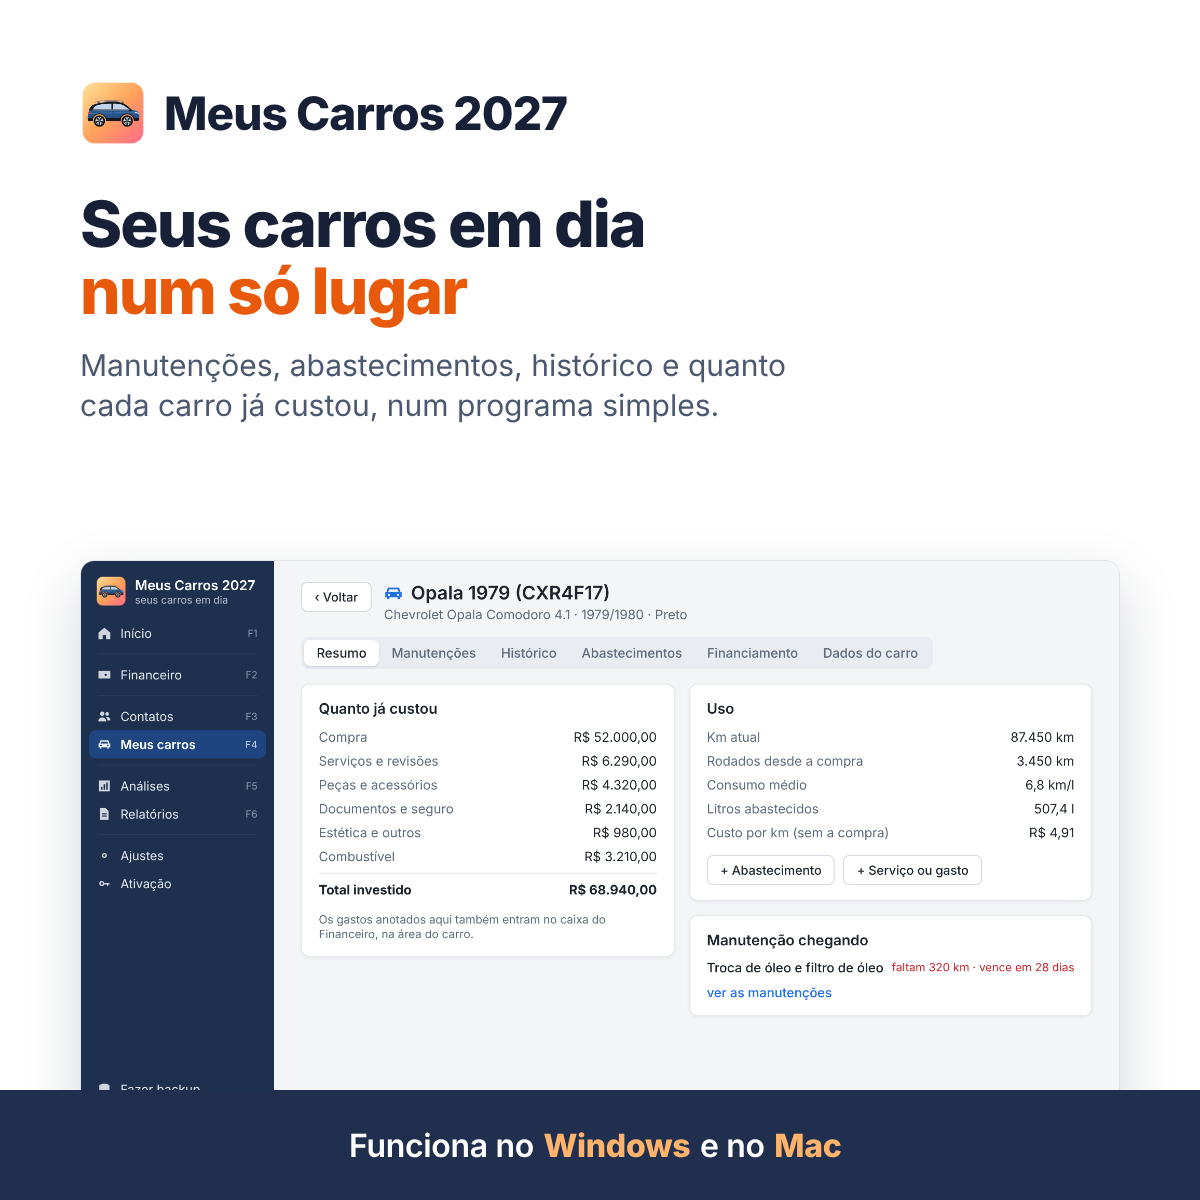 Meus Carros 2027
Seus carros em dia
num só lugar
Manutenções, abastecimentos, histórico e quanto
cada carro já custou, num programa simples.
Meus Carros 2027
seus carros em dia
Início F1
Financeiro F2
Contatos F3
Meus carros F4
Análises F5
Relatórios F6
Ajustes
Ativação
Fazer backup
‹ Voltar
Opala 1979 (CXR4F17)
Chevrolet Opala Comodoro 4.1 · 1979/1980 · Preto
Resumo Manutenções Histórico Abastecimentos Financiamento Dados do carro
Quanto já custou
Compra R$ 52.000,00
Serviços e revisões R$ 6.290,00
Peças e acessórios R$ 4.320,00
Documentos e seguro R$ 2.140,00
Estética e outros R$ 980,00
Combustível R$ 3.210,00
Total investido R$ 68.940,00
Os gastos anotados aqui também entram no caixa do
Financeiro, na área do carro.
Uso
Km atual 87.450 km
Rodados desde a compra 3.450 km
Consumo médio 6,8 km/l
Litros abastecidos 507,4 l
Custo por km (sem a compra) R$ 4,91
+ Abastecimento + Serviço ou gasto
Manutenção chegando
Troca de óleo e filtro de óleo faltam 320 km · vence em 28 dias
ver as manutenções
Funciona no Windows e no Mac